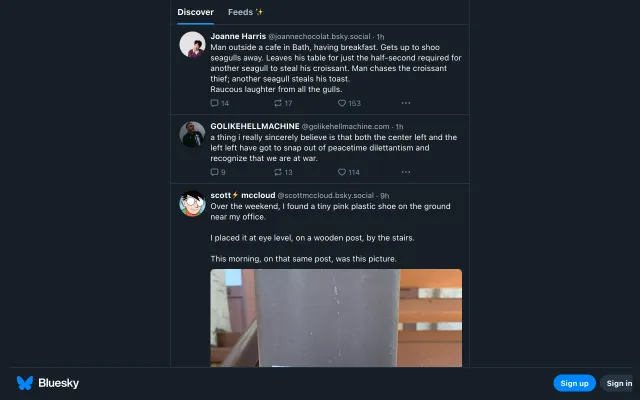 Discover Feeds ✨
Joanne Harris @joannechocolat.bsky.social · 1h
Man outside a cafe in Bath, having breakfast. Gets up to shoo
seagulls away. Leaves his table for just the half-second required for
another seagull to steal his croissant. Man chases the croissant
thief; another seagull steals his toast.
Raucous laughter from all the gulls.
14 17 153 ...
GOLIKEHELLMACHINE @golikehellmachine.com · 1h
a thing i really sincerely believe is that both the center left and the
left left have got to snap out of peacetime dilettantism and
recognize that we are at war.
9 13 114 ...
scott⚡ mccloud @scottmccloud.bsky.social · 9h
Over the weekend, I found a tiny pink plastic shoe on the ground
near my office.
I placed it at eye level, on a wooden post, by the stairs.
This morning, on that same post, was this picture.
Bluesky Sign up Sign in